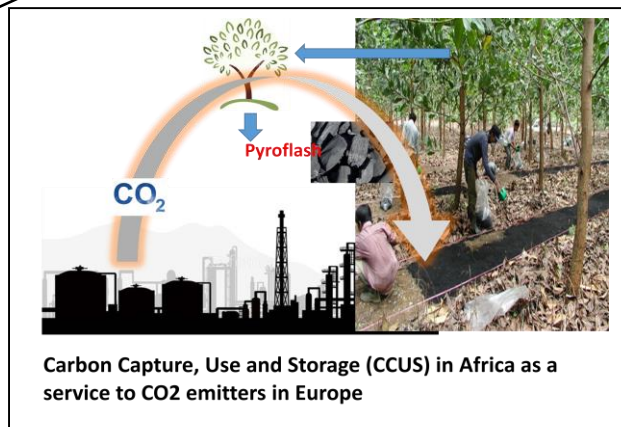 Pyroflash
CO₂
Carbon Capture, Use and Storage (CCUS) in Africa as a
service to CO2 emitters in Europe